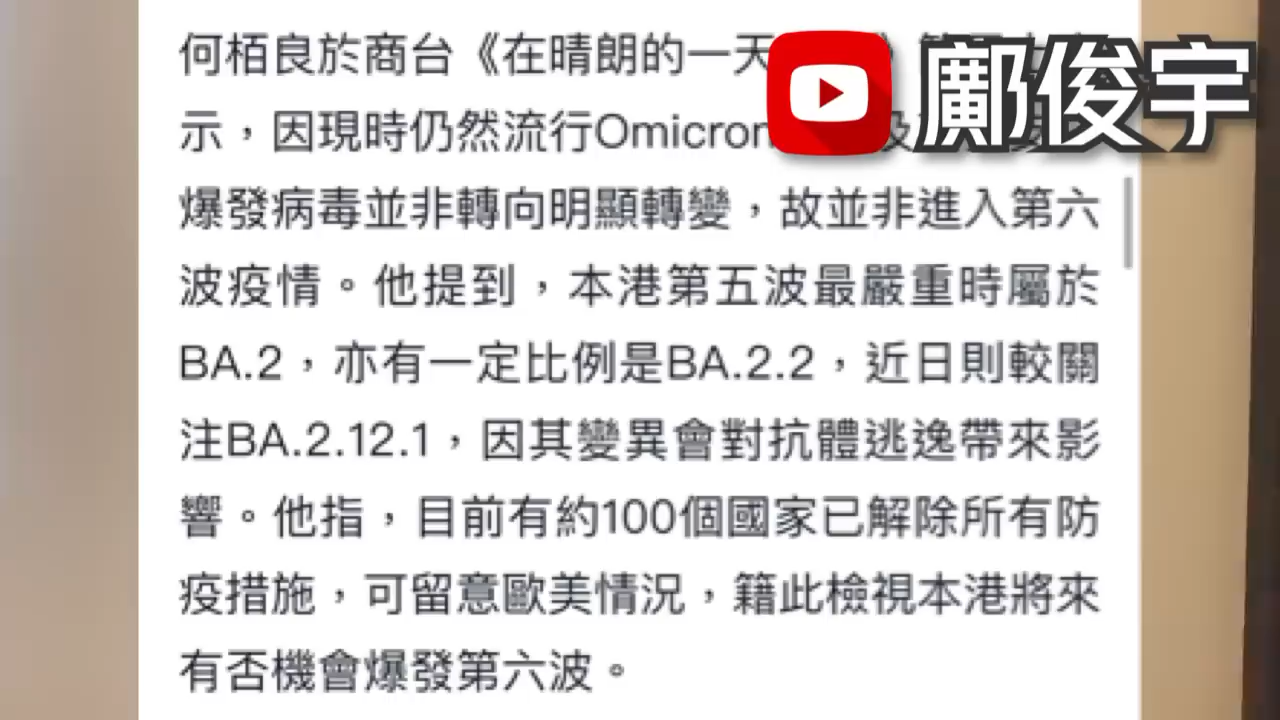 何栢良於商台《在晴朗的一天
鄺俊宇
示，因現時仍然流行Omicron
爆發病毒並非轉向明顯轉變，故並非進入第六
波疫情。他提到，本港第五波最嚴重時屬於
BA.2，亦有一定比例是BA.2.2，近日則較關
注BA.2.12.1，因其變異會對抗體逃逸帶來影
響。他指，目前有約100個國家已解除所有防
疫措施，可留意歐美情況，籍此檢視本港將來
有否機會爆發第六波。